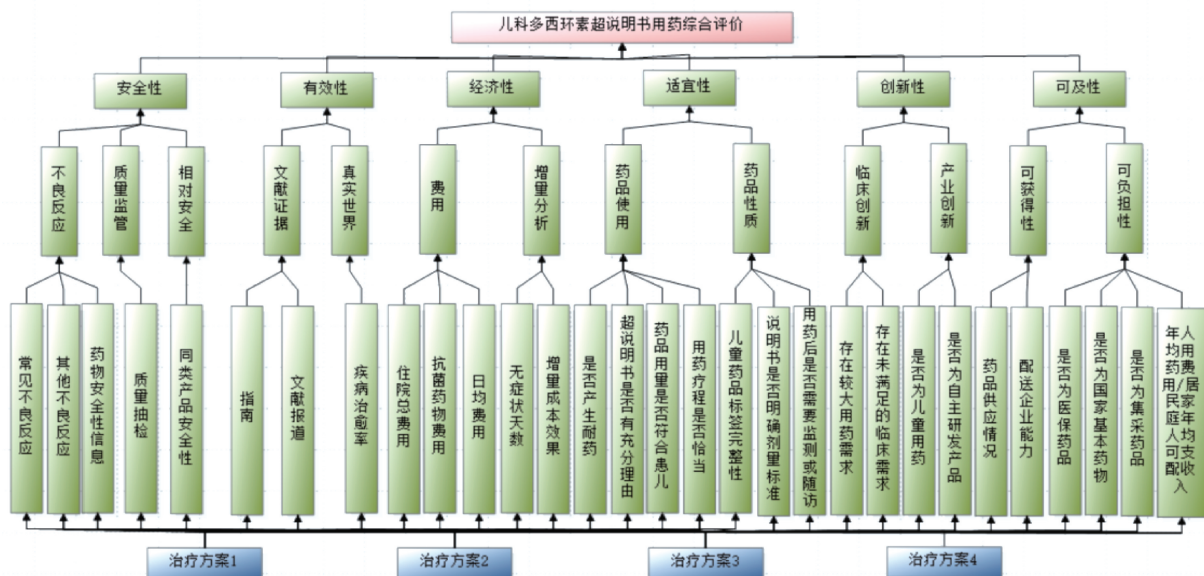 儿科多西环素超说明书用药综合评价
安全性
有效性
经济性
适宜性
创新性
可及性
不良反应
质量监管
相对安全
文献证据
真实世界
费用
增量分析
药品使用
药品性质
临床创新
产业创新
可获得性
可负担性
常见不良反应
其他不良反应
药物安全性信息
质量抽检
同类产品安全性
指南
文献报道
疾病治愈率
住院总费用
抗菌药物费用
日均费用
无症状天数
增量成本效果
是否产生耐药
超说明书是否有充分理由
药品用量是否符合患儿
用药疗程是否恰当
儿童药品标签完整性
说明书是否明确剂量标准
用药后是否需要监测或随访
存在较大用药需求
存在未满足的临床需求
是否为儿童用药
是否为自主研发产品
药品供应情况
配送企业能力
是否为医保药品
是否为国家基本药物
是否为集采药品
年均药用民庭人可配
人用费/居家年均支收入
治疗方案1
治疗方案2
治疗方案3
治疗方案4